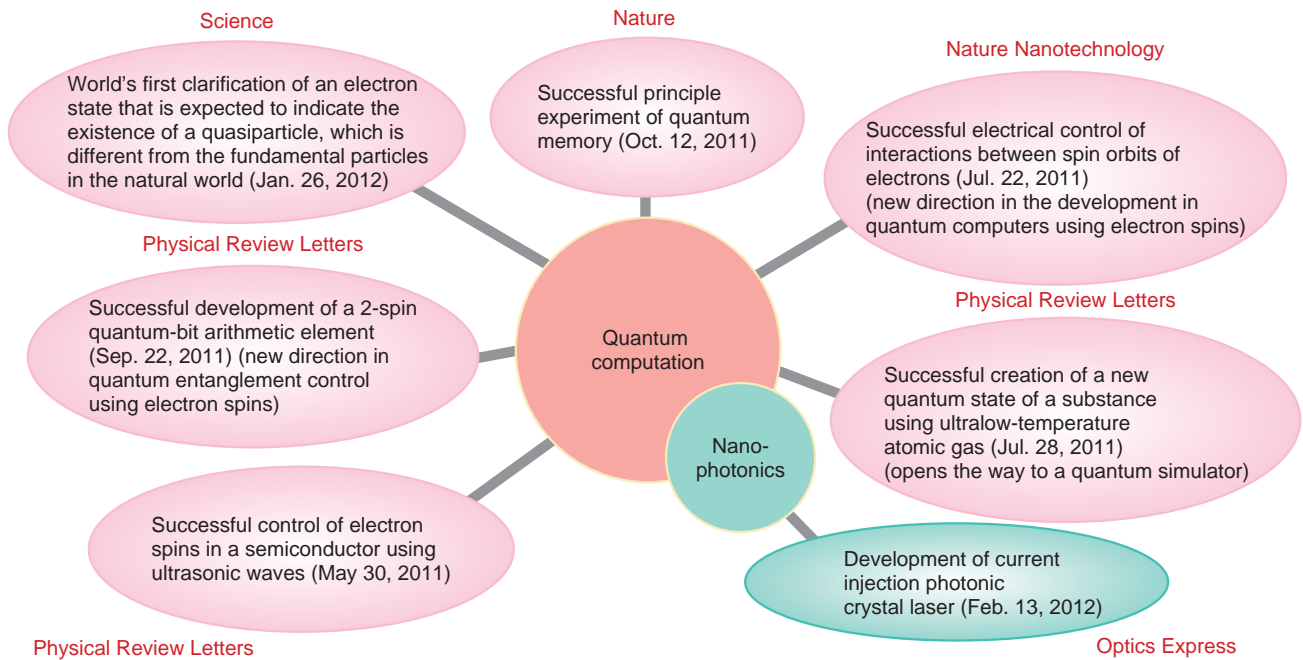 Science
World's first clarification of an electron
state that is expected to indicate the
existence of a quasiparticle, which is
different from the fundamental particles
in the natural world (Jan. 26, 2012)
Nature
Successful principle
experiment of quantum
memory (Oct. 12, 2011)
Nature Nanotechnology
Successful electrical control of
interactions between spin orbits of
electrons (Jul. 22, 2011)
(new direction in the development in
quantum computers using electron spins)
Physical Review Letters
Successful development of a 2-spin
quantum-bit arithmetic element
(Sep. 22, 2011) (new direction in
quantum entanglement control
using electron spins)
Quantum
computation
Nano-
photonics
Physical Review Letters
Successful creation of a new
quantum state of a substance
using ultralow-temperature
atomic gas (Jul. 28, 2011)
(opens the way to a quantum simulator)
Successful control of electron
spins in a semiconductor using
ultrasonic waves (May 30, 2011)
Physical Review Letters
Development of current
injection photonic
crystal laser (Feb. 13, 2012)
Optics Express